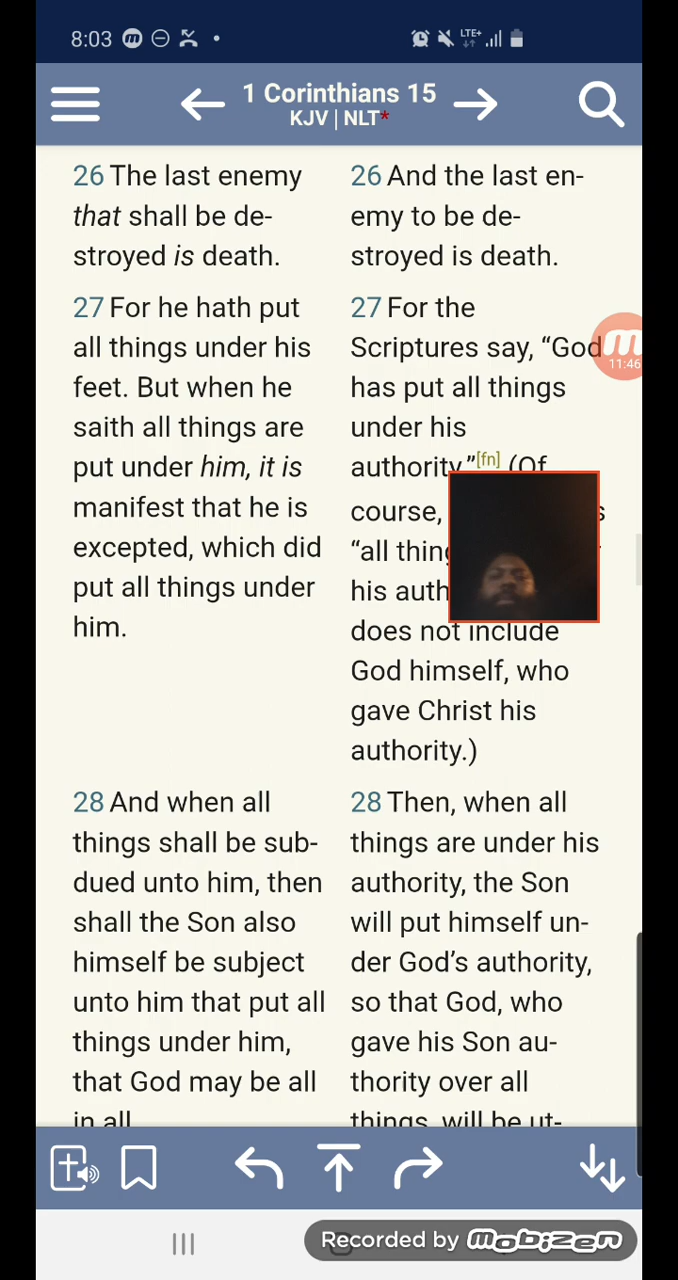 8:03
LTE+
1 Corinthians 15
KJV | NLT*
26 The last enemy
that shall be de-
stroyed is death.
27 For he hath put
all things under his
feet. But when he
saith all things are
put under him, it is
manifest that he is
excepted, which did
put all things under
him.
28 And when all
things shall be sub-
dued unto him, then
shall the Son also
himself be subject
unto him that put all
things under him,
that God may be all
in all
26 And the last en-
emy to be de-
stroyed is death.
27 For the
Scriptures say, “God
has put all things
under his
authority.”[fn] (Of
course,
“all
his
does not include
God himself, who
gave Christ his
authority.)
28 Then, when all
things are under his
authority, the Son
will put himself un-
der God’s authority,
so that God, who
gave his Son au-
thority over all
things, will be ut-
m
11:46
Recorded by mobizen